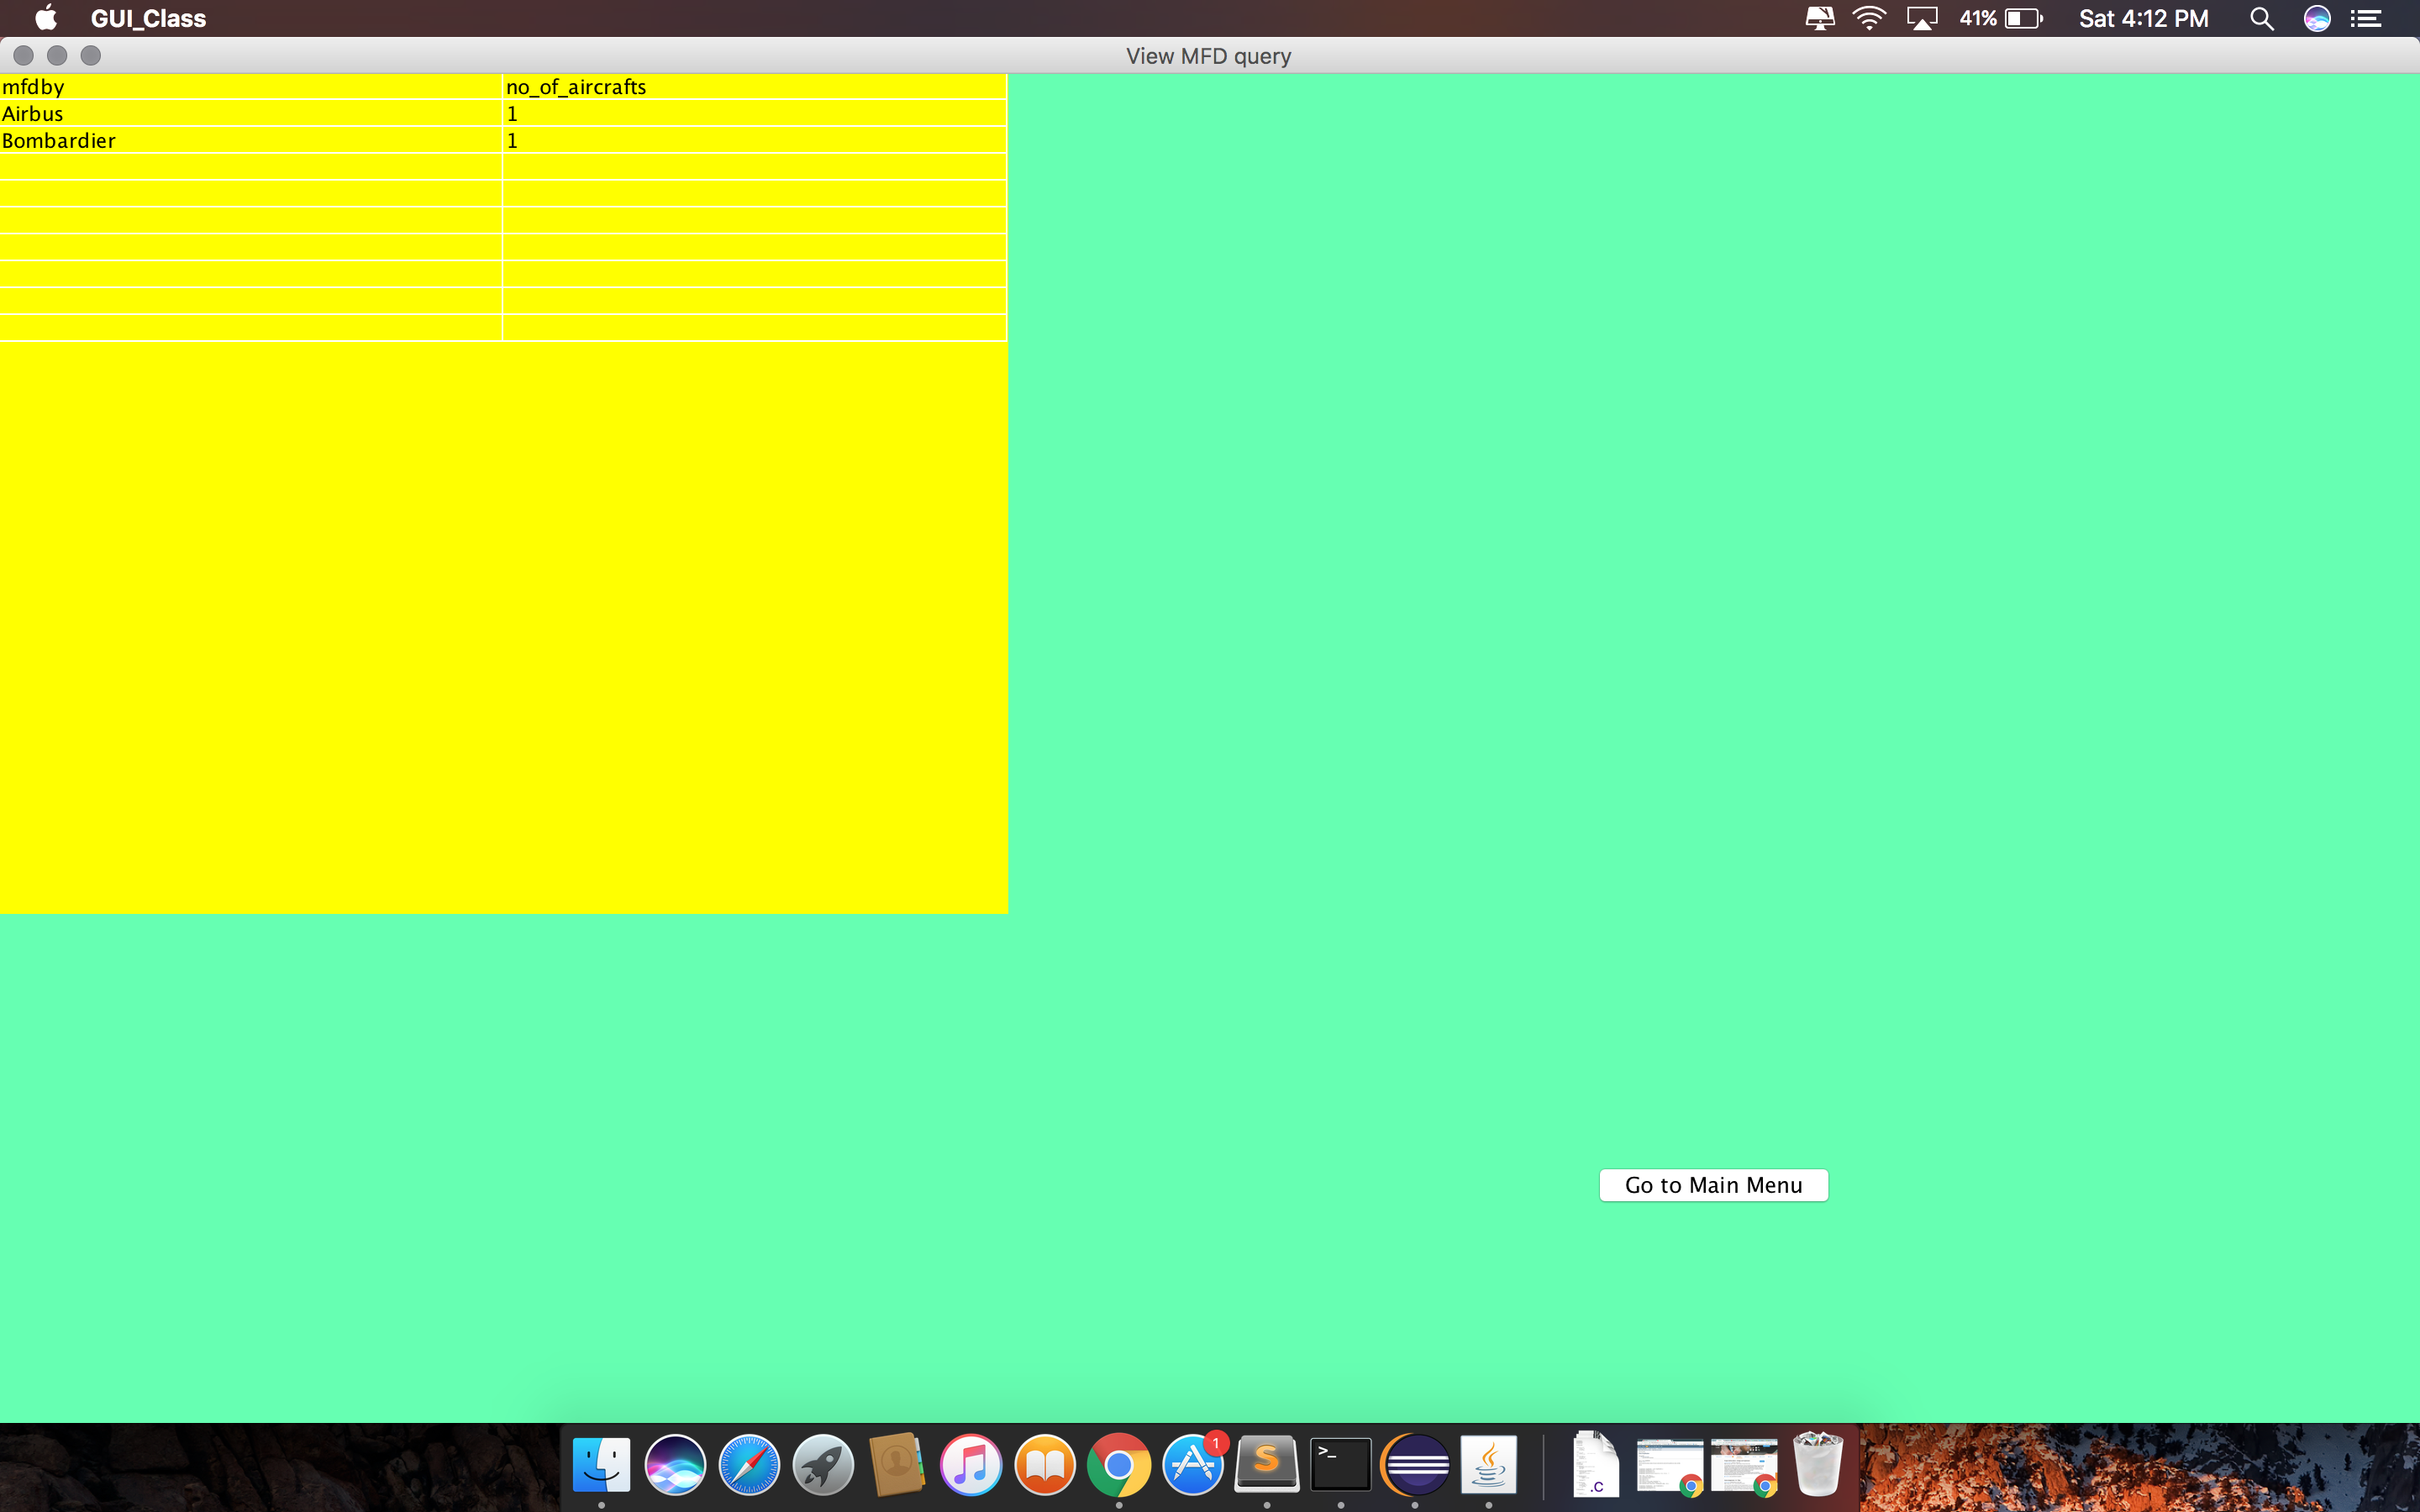 GUI_Class 41% Sat 4:12 PM
View MFD query
mfdby no_of_aircrafts
Airbus 1
Bombardier 1
Go to Main Menu
1
S
>_
.C